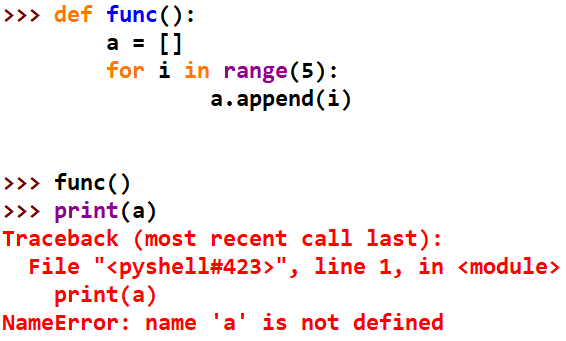 >>> def func():
        a = []
        for i in range(5):
                a.append(i)
>>> func()
>>> print(a)
Traceback (most recent call last):
  File "<pyshell#423>", line 1, in <module>
    print(a)
NameError: name 'a' is not defined